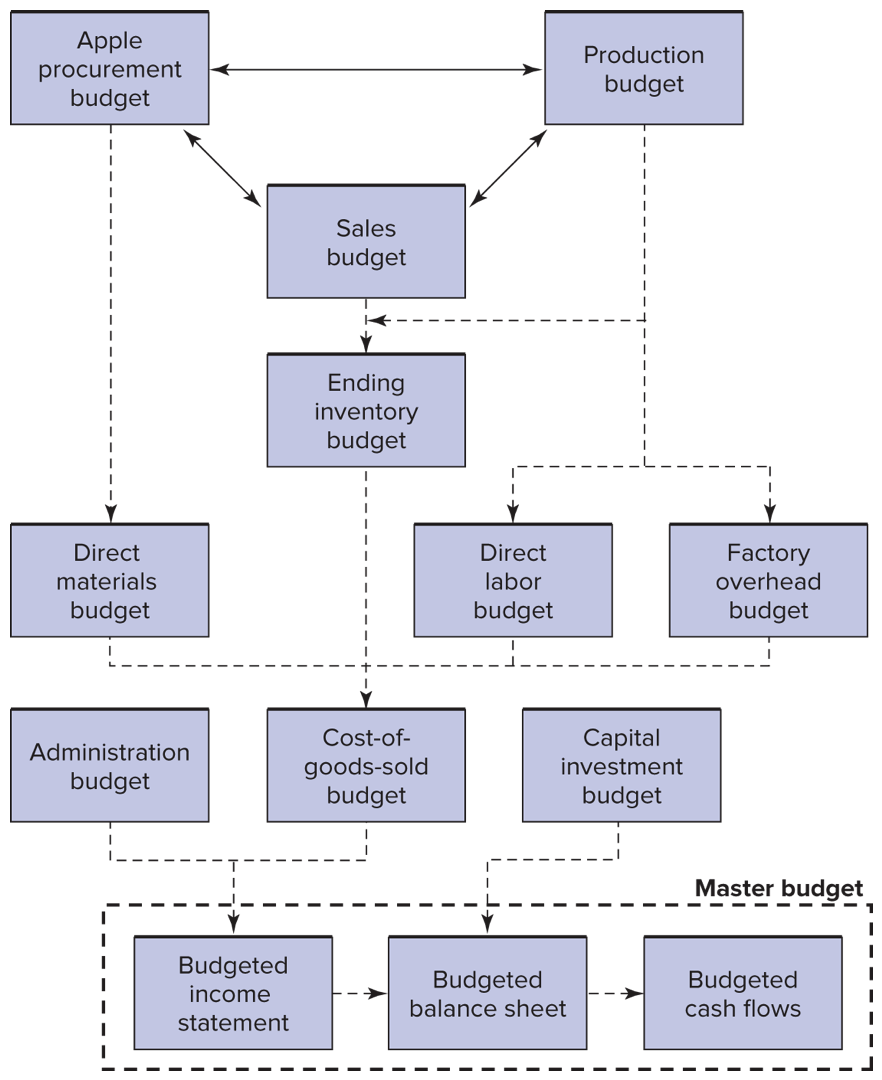 Apple
procurement
budget
Production
budget
Sales
budget
Ending
inventory
budget
Direct
materials
budget
Direct
labor
budget
Factory
overhead
budget
Administration
budget
Cost-of-
goods-sold
budget
Capital
investment
budget
Master budget
Budgeted
income
statement
Budgeted
balance sheet
Budgeted
cash flows